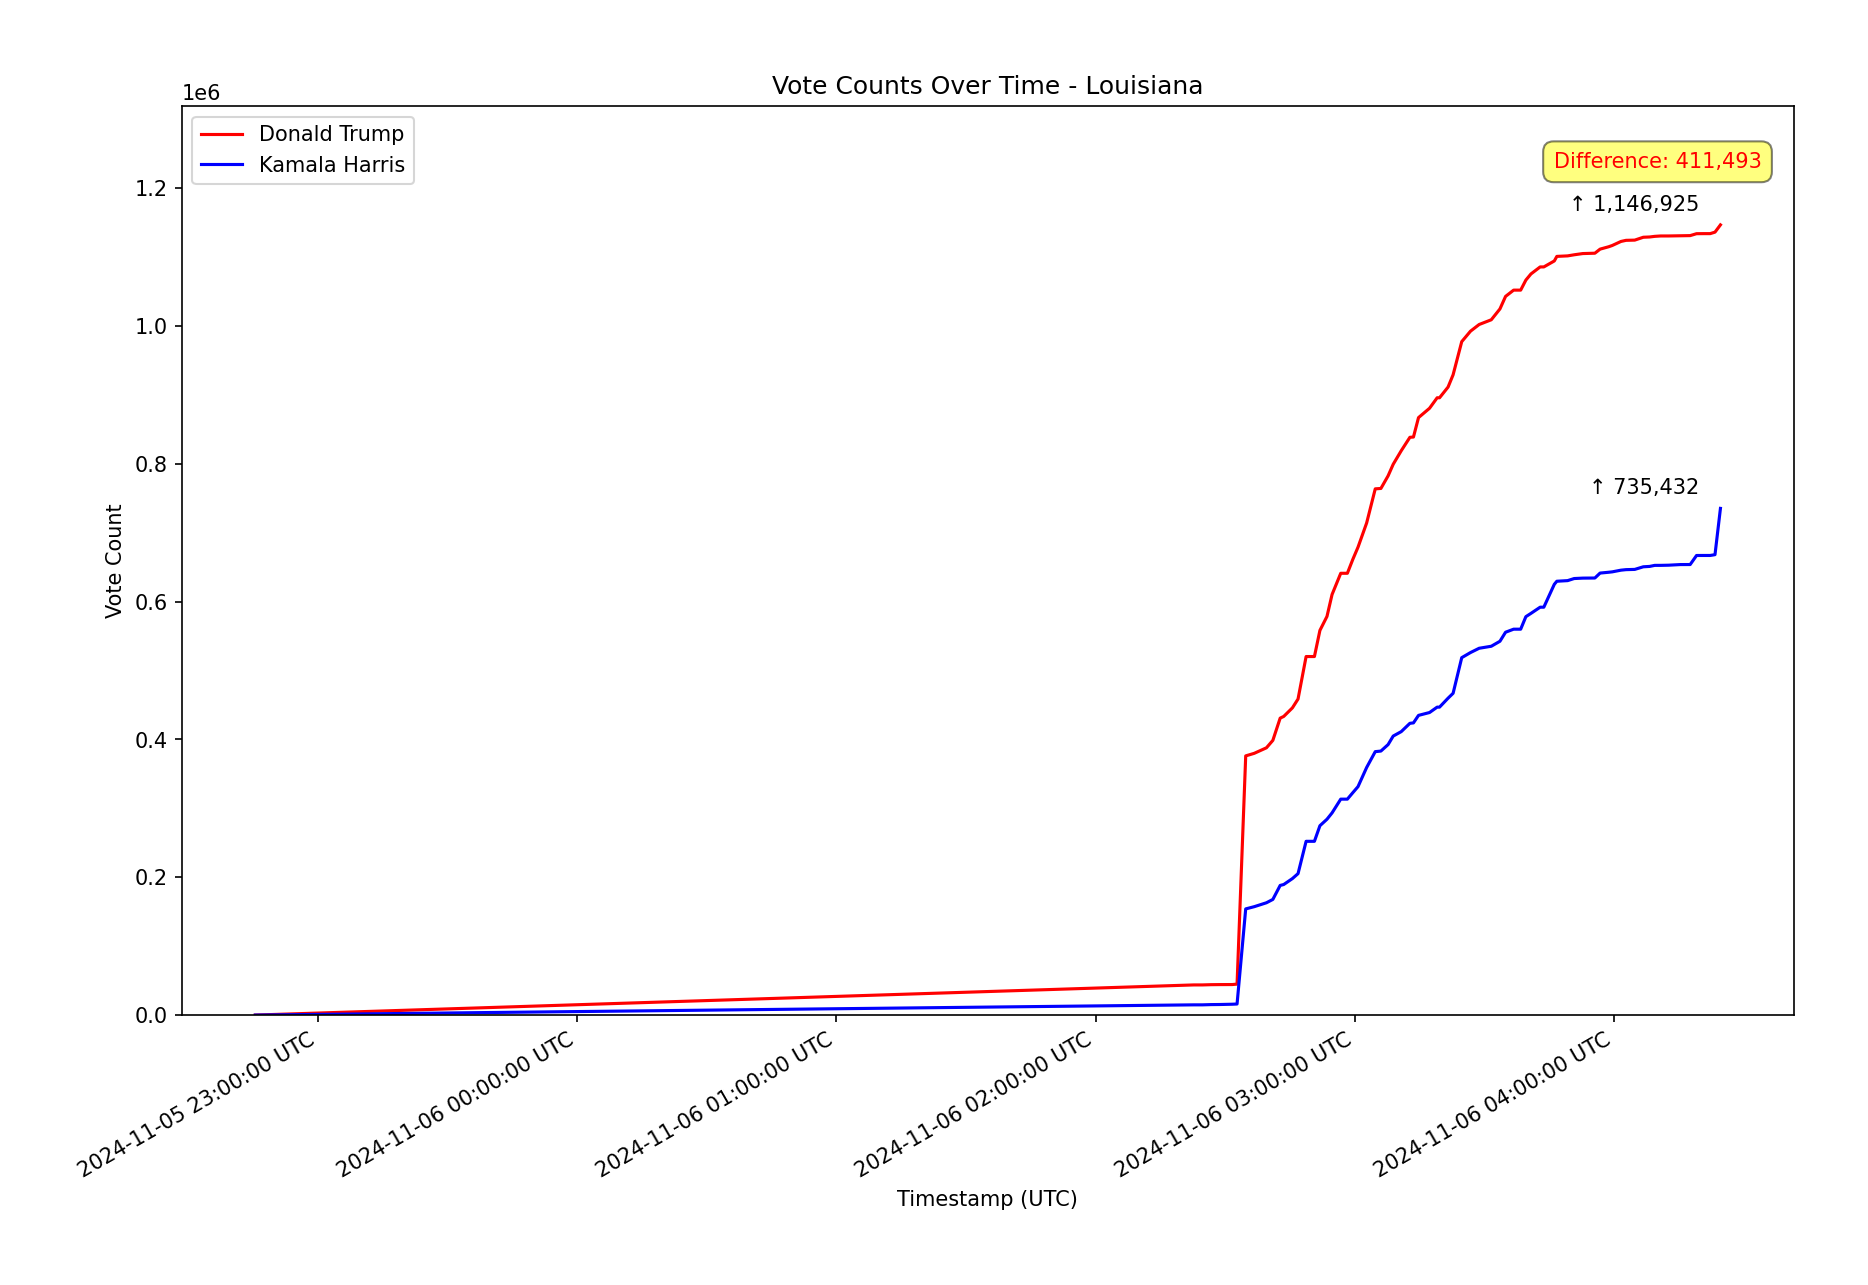 Vote Counts Over Time - Louisiana
1e6
Donald Trump
Kamala Harris
Difference: 411,493
↑ 1,146,925
↑ 735,432
Vote Count
1.2
1.0
0.8
0.6
0.4
0.2
0.0
2024-11-05 23:00:00 UTC
2024-11-06 00:00:00 UTC
2024-11-06 01:00:00 UTC
2024-11-06 02:00:00 UTC
2024-11-06 03:00:00 UTC
2024-11-06 04:00:00 UTC
Timestamp (UTC)